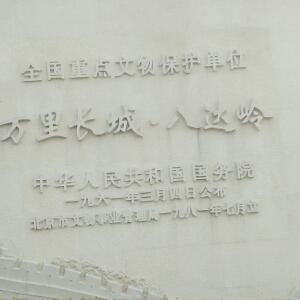 全国重点文物保护单位
万里长城·八达岭
中华人民共和国国务院
一九六一年三月四日公布
北京市文物事业管理局一九八一年七月立